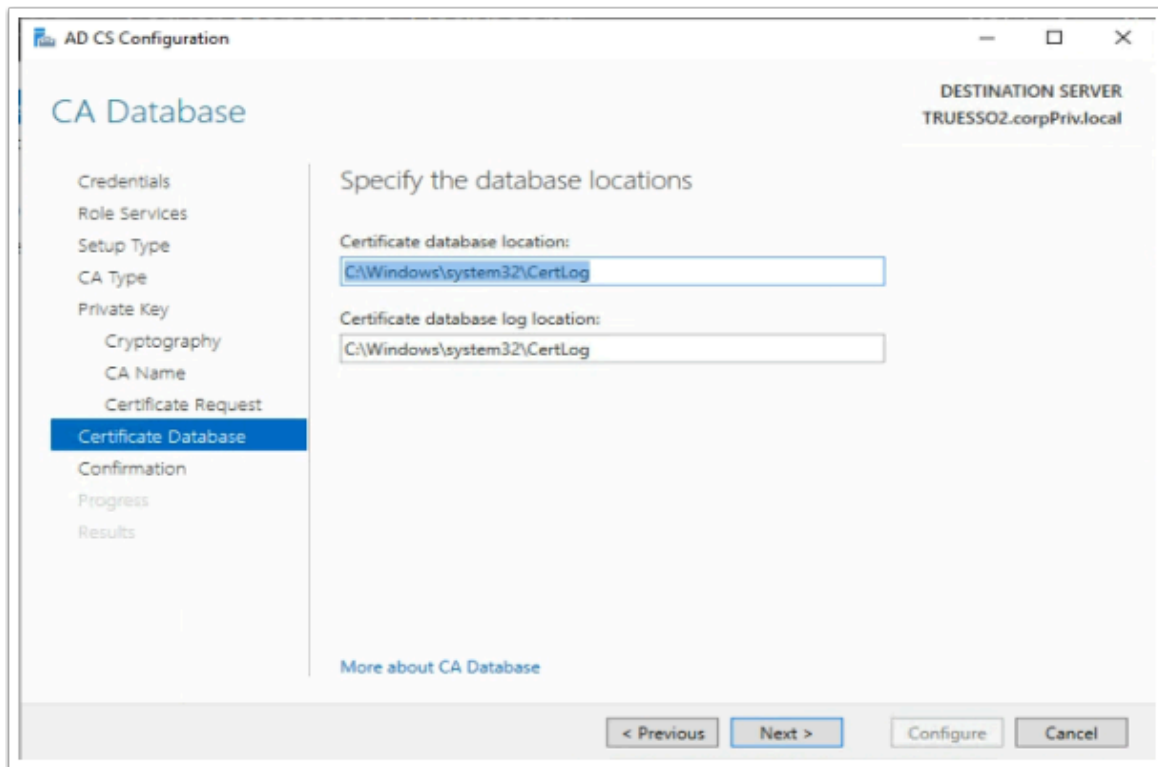 AD CS Configuration
CA Database
DESTINATION SERVER
TRUESSO2.corpPriv.local
Credentials
Role Services
Setup Type
CA Type
Private Key
Cryptography
CA Name
Certificate Request
Certificate Database
Confirmation
Progress
Results
Specify the database locations
Certificate database location:
C:\Windows\system32\CertLog
Certificate database log location:
C:\Windows\system32\CertLog
More about CA Database
< Previous
Next >
Configure
Cancel